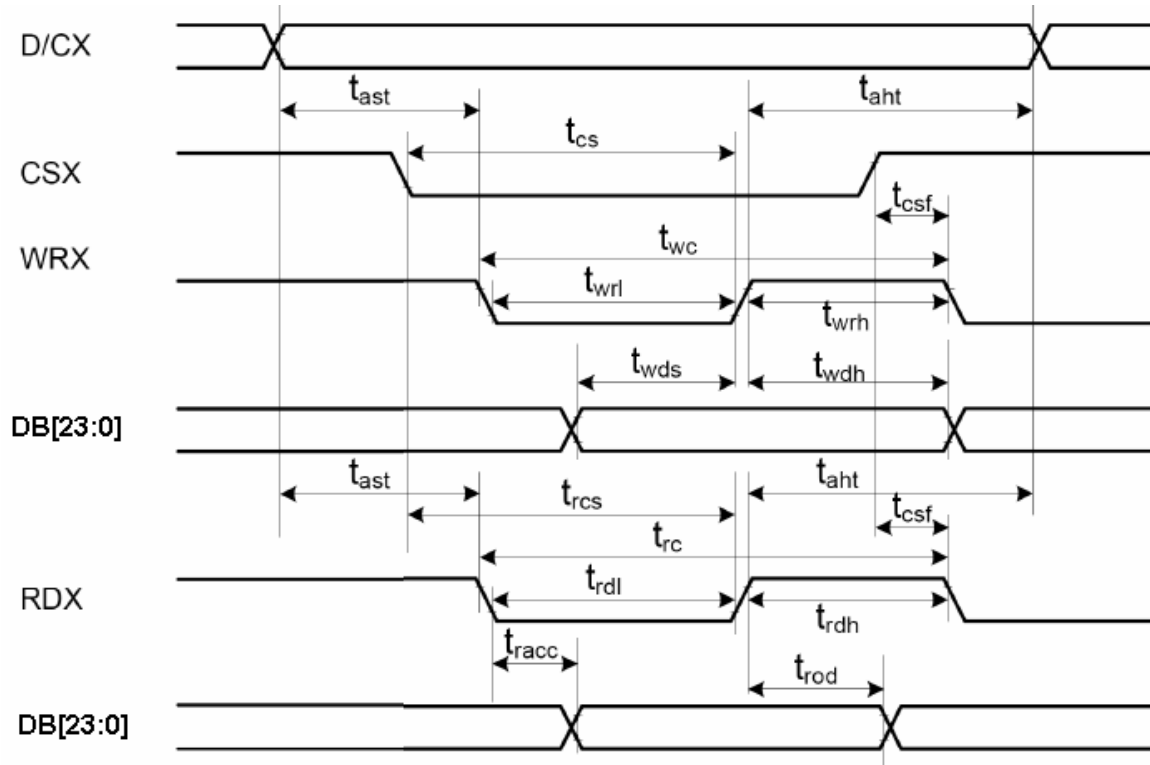 D/CX
tast taht
tcs
CSX
tcsf
twc
WRX
twrl
twrh
twds twdh
DB[23:0]
tast taht
trcs
tcsf
trc
trdl
RDX
trdh
tracc
trod
DB[23:0]